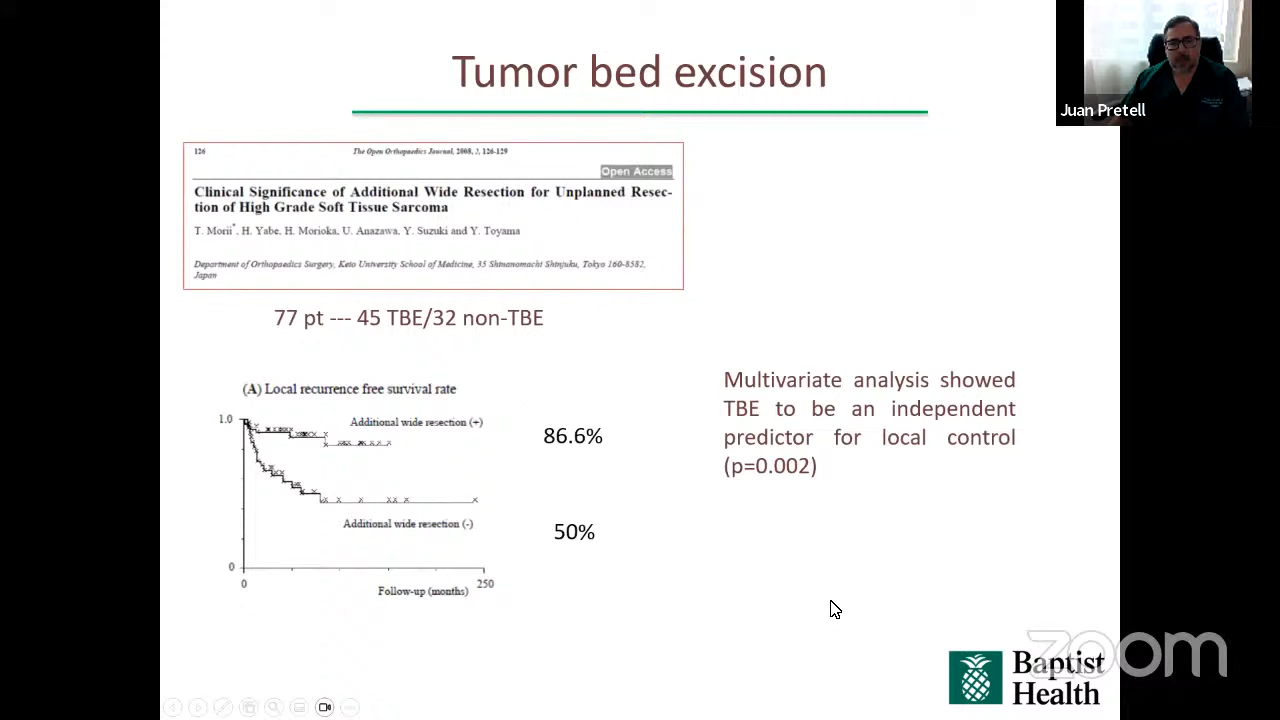 Tumor bed excision
Juan Pretell
126
The Open Orthopaedics Journal, 2008, 2, 126-129
Open Access
Clinical Significance of Additional Wide Resection for Unplanned Resec-
tion of High Grade Soft Tissue Sarcoma
T. Morii*, H. Yabe, H. Morioka, U. Anazawa, Y. Suzuki and Y. Toyama
Department of Orthopaedics Surgery, Keio University School of Medicine, 35 Shinanomachi Shinjuku, Tokyo 160-8582,
Japan
77 pt --- 45 TBE/32 non-TBE
(A) Local recurrence free survival rate
1.0
Additional wide resection (+)
86.6%
Additional wide resection (-)
50%
0
0
250
Follow-up (months)
Multivariate analysis showed
TBE to be an independent
predictor for local control
(p=0.002)
zoom
Baptist
Health